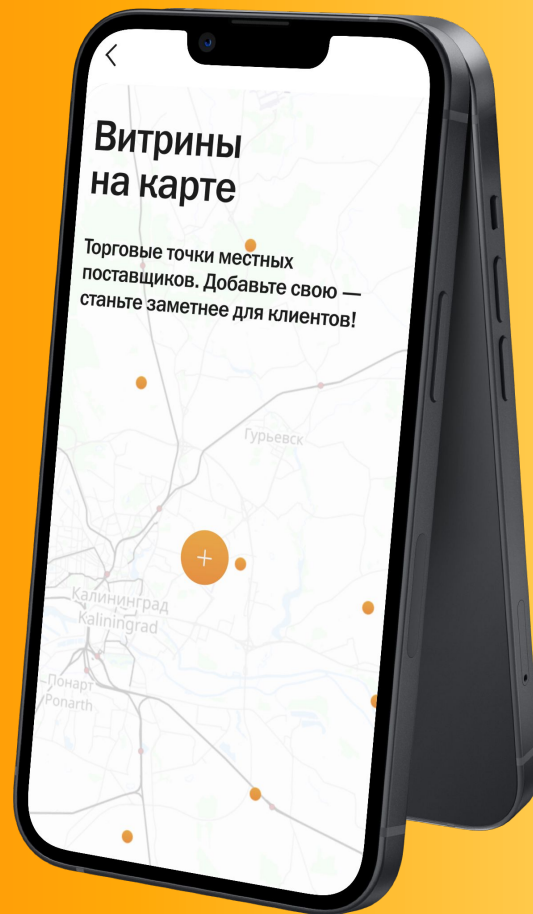 Витрины
на карте
Торговые точки местных
поставщиков. Добавьте свою —
станьте заметнее для клиентов!
Гурьевск
Калининград
Kaliningrad
Понарт
Ponarth